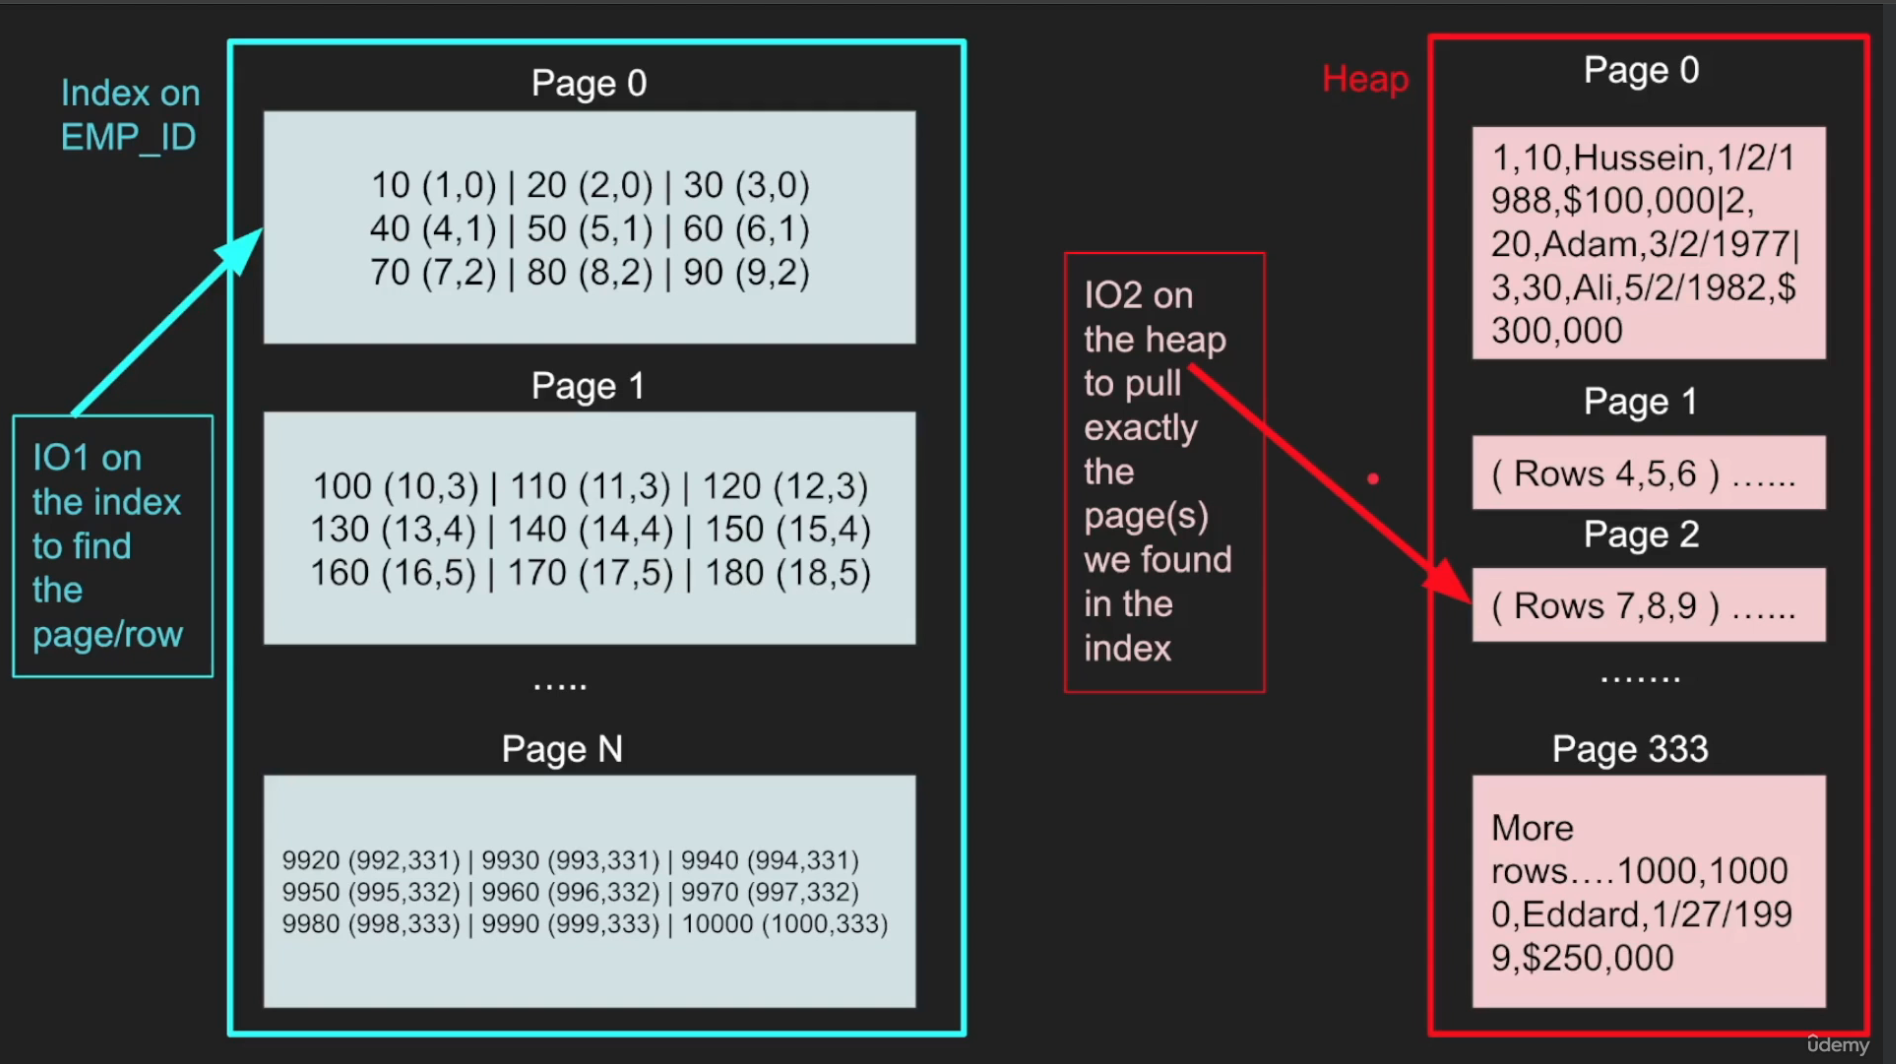 Index on
EMP_ID
Page 0
10 (1,0) | 20 (2,0) | 30 (3,0)
40 (4,1) | 50 (5,1) | 60 (6,1)
70 (7,2) | 80 (8,2) | 90 (9,2)
IO1 on
the index
to find
the
page/row
Page 1
100 (10,3) | 110 (11,3) | 120 (12,3)
130 (13,4) | 140 (14,4) | 150 (15,4)
160 (16,5) | 170 (17,5) | 180 (18,5)
.....
Page N
9920 (992,331) | 9930 (993,331) | 9940 (994,331)
9950 (995,332) | 9960 (996,332) | 9970 (997,332)
9980 (998,333) | 9990 (999,333) | 10000 (1000,333)
IO2 on
the heap
to pull
exactly
the
page(s)
we found
in the
index
Heap
Page 0
1,10,Hussein,1/2/1
988,$100,000|2,
20,Adam,3/2/1977|
3,30,Ali,5/2/1982,$
300,000
Page 1
( Rows 4,5,6 ) ......
Page 2
( Rows 7,8,9 ) ......
.......
Page 333
More
rows....1000,1000
0,Eddard,1/27/199
9,$250,000
ûdemy